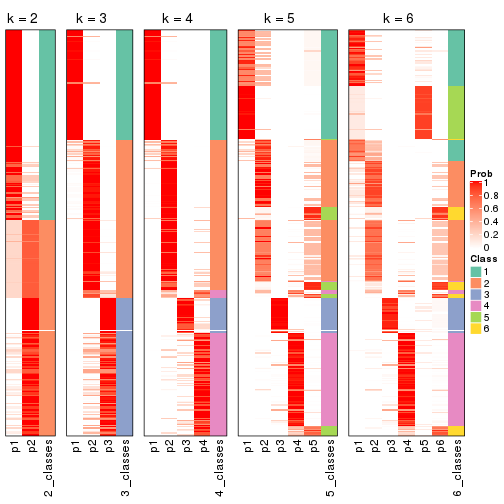 k = 2
k = 3
k = 4
k = 5
k = 6
p1
p2
2_classes
p1
p2
p3
3_classes
p1
p2
p3
p4
4_classes
p1
p2
p3
p4
p5
5_classes
p1
p2
p3
p4
p5
p6
6_classes
Prob
1
0.8
0.6
0.4
0.2
0
Class
1
2
3
4
5
6